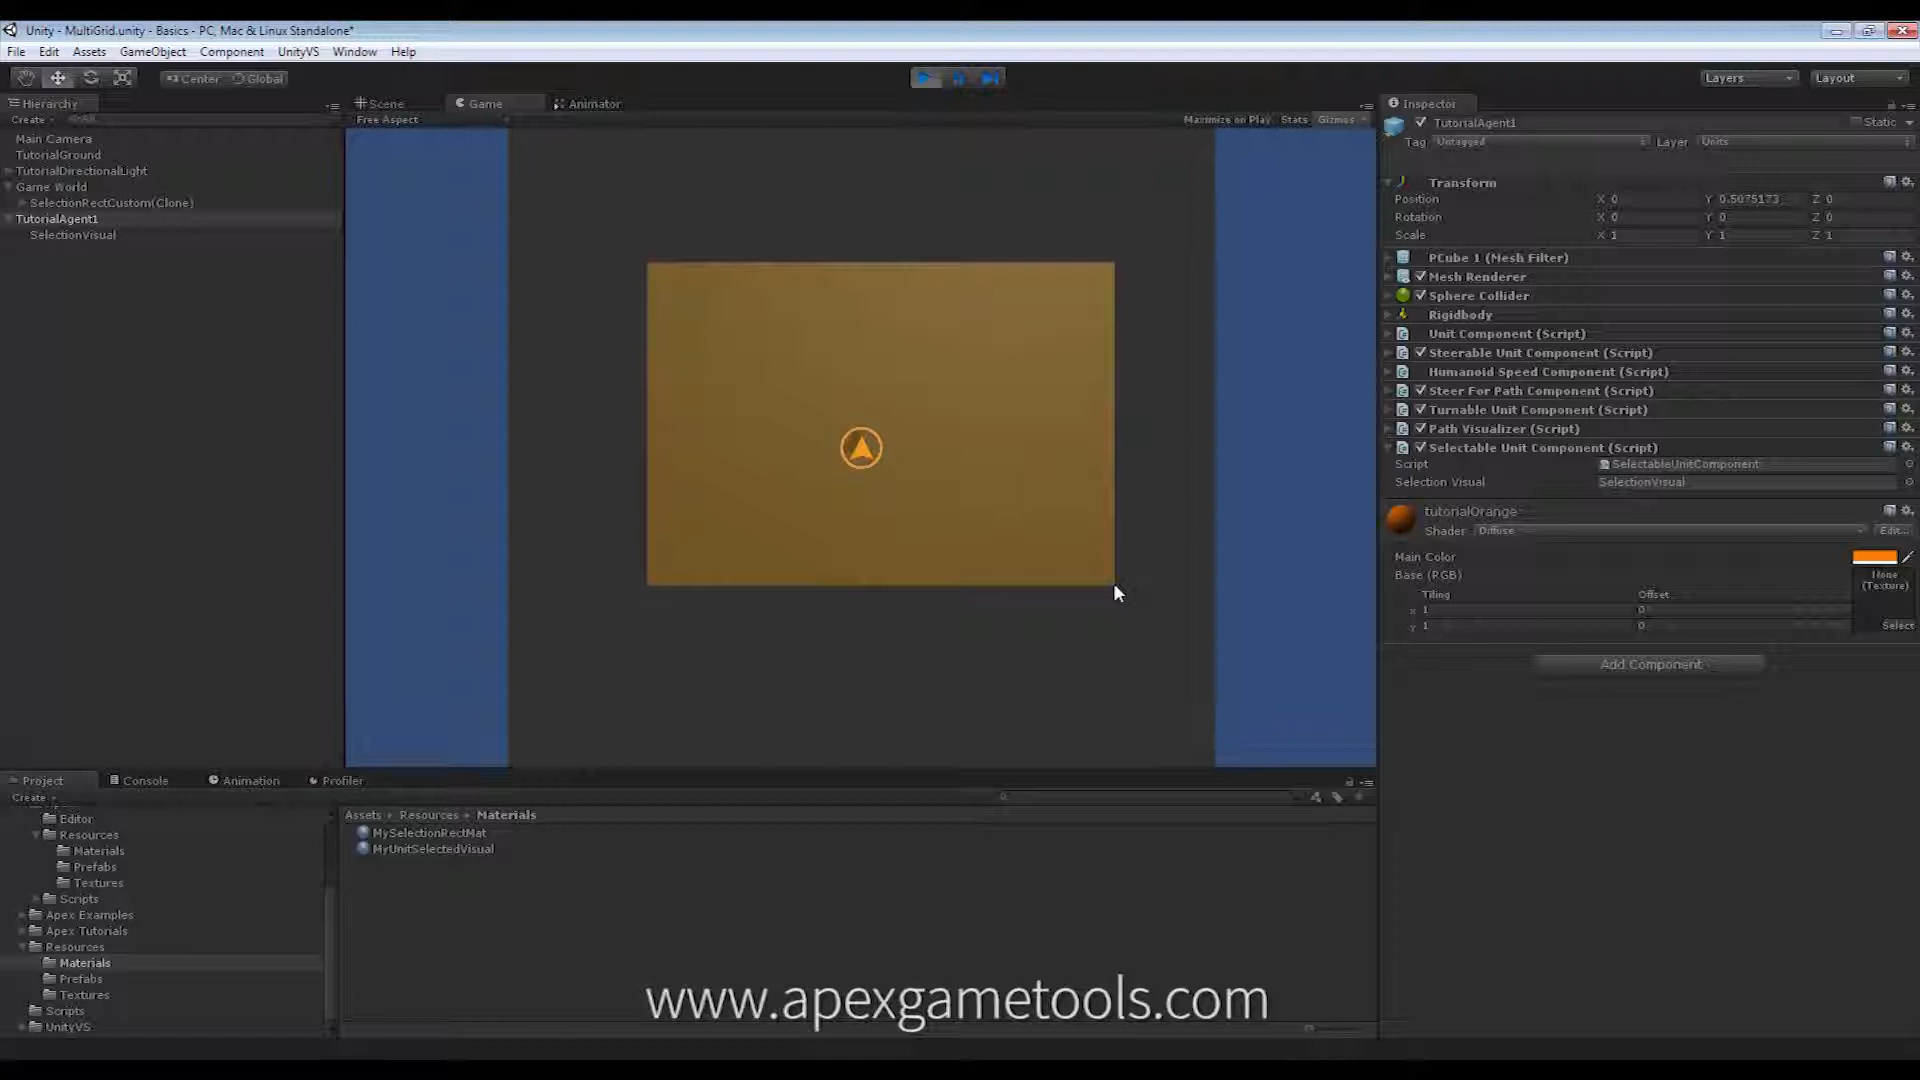 Unity - MultiGrid.unity - Basics - PC, Mac & Linux Standalone*
File Edit Assets GameObject Component UnityVS Window Help
Center Global Layers Layout
Hierarchy
Create
Main Camera
TutorialGround
TutorialDirectionalLight
Game World
SelectionRectCustom(Clone)
TutorialAgent1
SelectionVisual
Scene Game Animator
Free Aspect Maximize on Play Stats Gizmos
Inspector
TutorialAgent1 Static
Tag Untagged Layer Units
Transform
Position X 0 Y 0.5075173 Z 0
Rotation X 0 Y 0 Z 0
Scale X 1 Y 1 Z 1
PCube 1 (Mesh Filter)
Mesh Renderer
Sphere Collider
Rigidbody
Unit Component (Script)
Steerable Unit Component (Script)
Humanoid Speed Component (Script)
Steer For Path Component (Script)
Turnable Unit Component (Script)
Path Visualizer (Script)
Selectable Unit Component (Script)
Script SelectableUnitComponent
Selection Visual SelectionVisual
tutorialOrange
Shader Diffuse Edit...
Main Color
Base (RGB) None
(Texture)
Tiling Offset
x 1 0
y 1 0 Select
Add Component
Project Console Animation Profiler
Create
Editor
Resources
Materials
Prefabs
Textures
Scripts
Apex Examples
Apex Tutorials
Resources
Materials
Prefabs
Textures
Scripts
UnityVS
Assets Resources Materials
MySelectionRectMat
MyUnitSelectedVisual
www.apexgametools.com